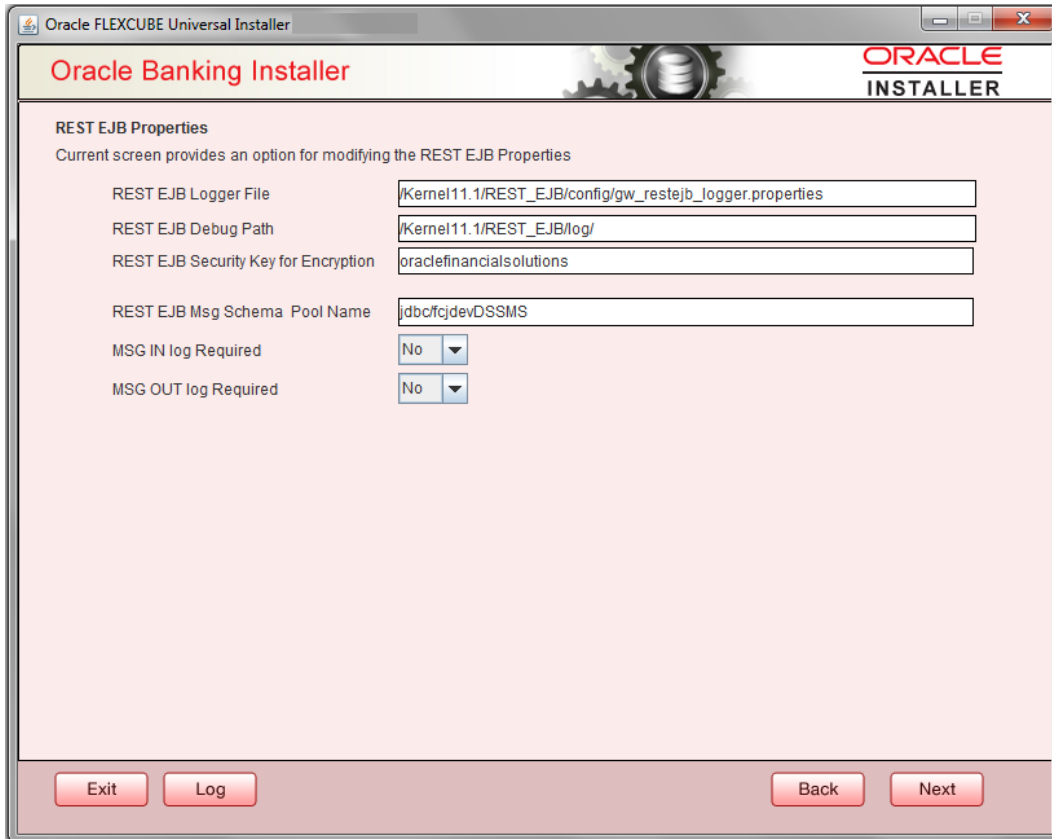 Oracle FLEXCUBE Universal Installer
Oracle Banking Installer
ORACLE
INSTALLER
REST EJB Properties
Current screen provides an option for modifying the REST EJB Properties
REST EJB Logger File /Kernel11.1/REST_EJB/config/gw_restejb_logger.properties
REST EJB Debug Path /Kernel11.1/REST_EJB/log/
REST EJB Security Key for Encryption oraclefinancialsolutions
REST EJB Msg Schema Pool Name jdbc/fcjdevDSSMS
MSG IN log Required No
MSG OUT log Required No
Exit Log Back Next